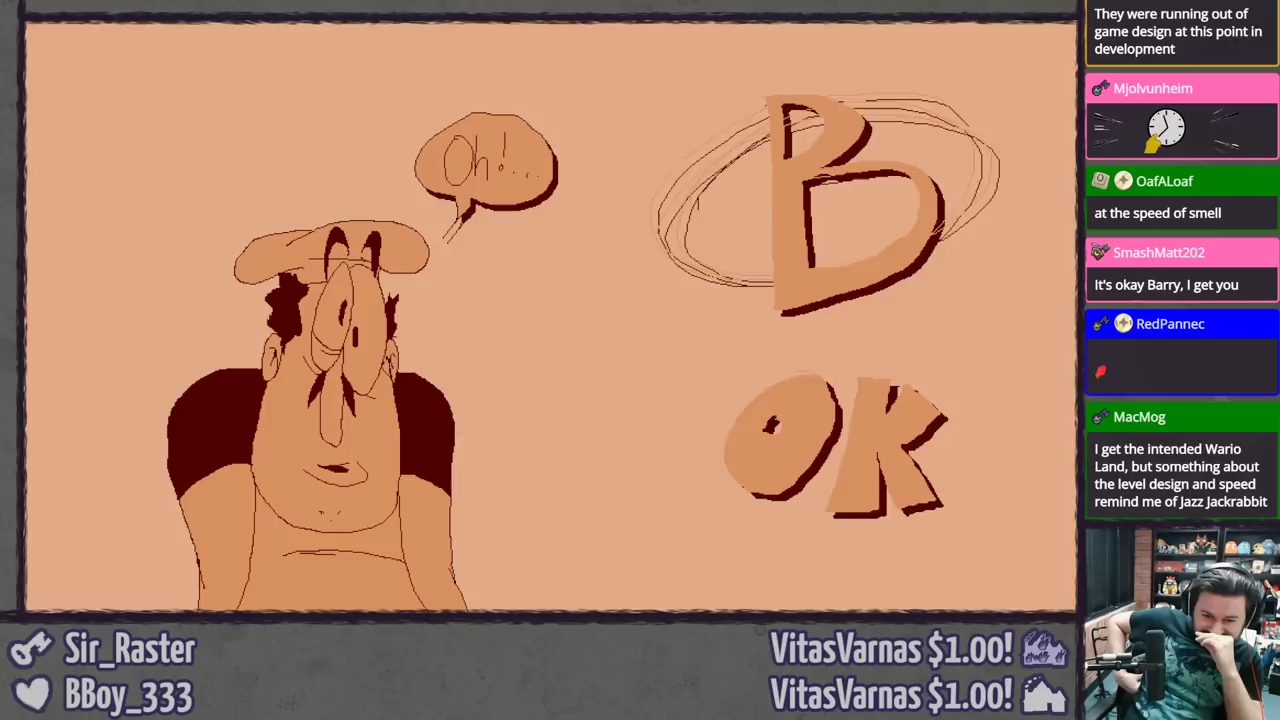 Oh!...
B
OK
They were running out of
game design at this point in
development
Mjolvunheim
OafALoaf
at the speed of smell
SmashMatt202
It's okay Barry, I get you
RedPannec
MacMog
I get the intended Wario
Land, but something about
the level design and speed
remind me of Jazz Jackrabbit
Sir_Raster
BBoy_333
VitasVarnas $1.00!
VitasVarnas $1.00!